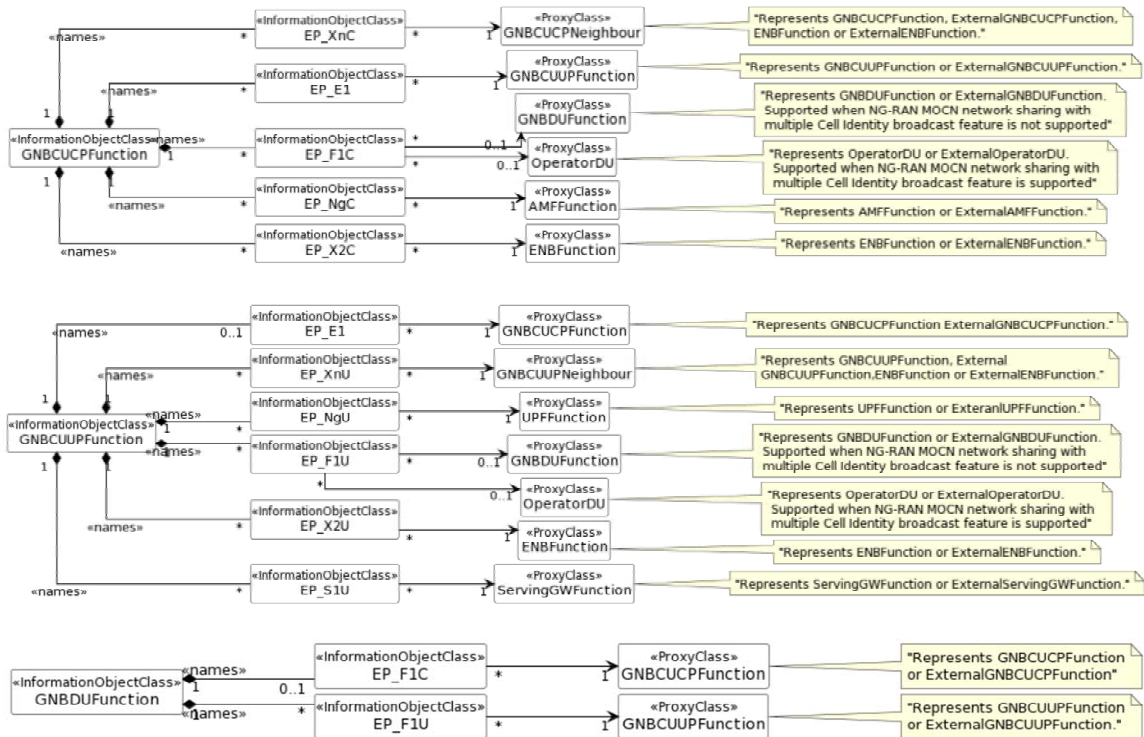 «InformationObjectClass»
EP_XnC
«ProxyClass»
GNBCUCPNeighbour
"Represents GNBCUCPFunction, ExternalGNBCUCPFunction,
ENBFunction or ExternalENBFunction."
«names»
*
*
1
«InformationObjectClass»
EP_E1
«ProxyClass»
GNBCUUPFunction
"Represents GNBCUUPFunction or ExternalGNBCUUPFunction."
«names»
*
*
1
1
1
«InformationObjectClass»
GNBCUCPFunction
«names»
1
*
«InformationObjectClass»
EP_F1C
*
*
«ProxyClass»
GNBDUFunction
0..1
"Represents GNBDUFunction or ExternalGNBDUFunction.
Supported when NG-RAN MOCN network sharing with
multiple Cell Identity broadcast feature is not supported"
«ProxyClass»
OperatorDU
0..1
"Represents OperatorDU or ExternalOperatorDU.
Supported when NG-RAN MOCN network sharing with
multiple Cell Identity broadcast feature is supported"
1
1
«names»
*
«InformationObjectClass»
EP_NgC
*
1
«ProxyClass»
AMFFunction
"Represents AMFFunction or ExternalAMFFunction."
«names»
*
«InformationObjectClass»
EP_X2C
*
1
«ProxyClass»
ENBFunction
"Represents ENBFunction or ExternalENBFunction."
«names»
0..1
«InformationObjectClass»
EP_E1
*
1
«ProxyClass»
GNBCUCPFunction
"Represents GNBCUCPFunction ExternalGNBCUCPFunction."
«names»
*
«InformationObjectClass»
EP_XnU
*
1
«ProxyClass»
GNBCUUPNeighbour
"Represents GNBCUUPFunction, External
GNBCUUPFunction,ENBFunction or ExternalENBFunction."
1
1
«InformationObjectClass»
GNBCUUPFunction
«names»
1
*
«InformationObjectClass»
EP_NgU
*
1
«ProxyClass»
UPFFunction
"Represents UPFFunction or ExteranlUPFFunction."
«names»
1
*
«InformationObjectClass»
EP_F1U
*
0..1
«ProxyClass»
GNBDUFunction
"Represents GNBDUFunction or ExternalGNBDUFunction.
Supported when NG-RAN MOCN network sharing with
multiple Cell Identity broadcast feature is not supported"
*
0..1
«ProxyClass»
OperatorDU
"Represents OperatorDU or ExternalOperatorDU.
Supported when NG-RAN MOCN network sharing with
multiple Cell Identity broadcast feature is supported"
1
1
«names»
*
«InformationObjectClass»
EP_X2U
*
1
«ProxyClass»
ENBFunction
"Represents ENBFunction or ExternalENBFunction."
«names»
*
«InformationObjectClass»
EP_S1U
*
1
«ProxyClass»
ServingGWFunction
"Represents ServingGWFunction or ExternalServingGWFunction."
«InformationObjectClass»
GNBDUFunction
«names»
1
0..1
«InformationObjectClass»
EP_F1C
*
1
«ProxyClass»
GNBCUCPFunction
"Represents GNBCUCPFunction
or ExternalGNBCUCPFunction"
«names»
1
*
«InformationObjectClass»
EP_F1U
*
1
«ProxyClass»
GNBCUUPFunction
"Represents GNBCUUPFunction
or ExternalGNBCUUPFunction."